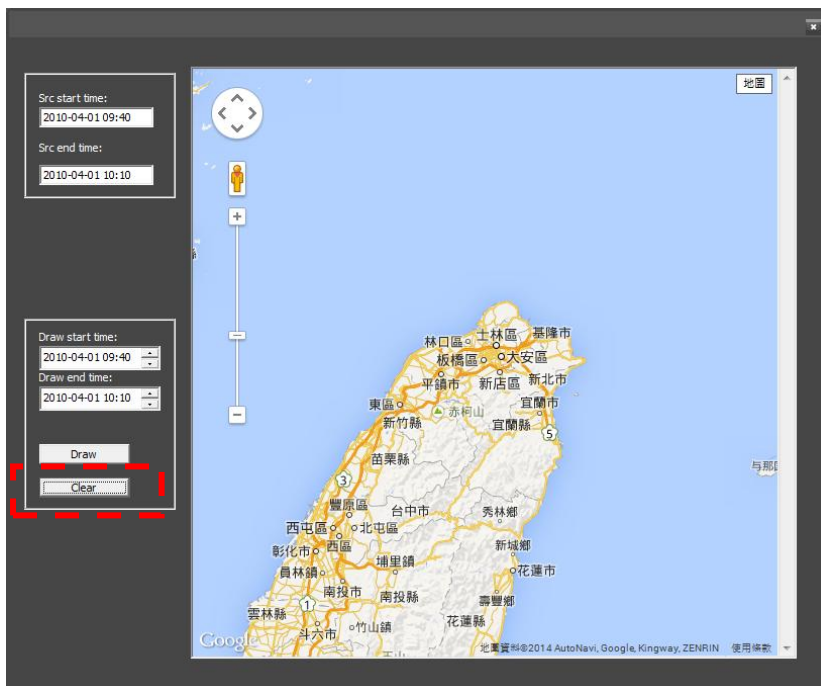 地圖
Src start time:
2010-04-01 09:40
Src end time:
2010-04-01 10:10
Draw start time:
2010-04-01 09:40
Draw end time:
2010-04-01 10:10
Draw
Clear
林口區
士林區
基隆市
板橋區
大安區
平鎮市
新店區
新北市
東區
赤柯山
宜蘭市
新竹縣
宜蘭縣
5
苗栗縣
与那
3
豐原區
台中市
秀林鄉
西屯區
北屯區
彰化市
西區
新城鄉
員林鎮
埔里鎮
花蓮市
南投市
南投縣
1
壽豐鄉
雲林縣
斗六市
竹山鎮
花蓮縣
Google
地圖資料©2014 AutoNavi, Google, Kingway, ZENRIN
使用條款